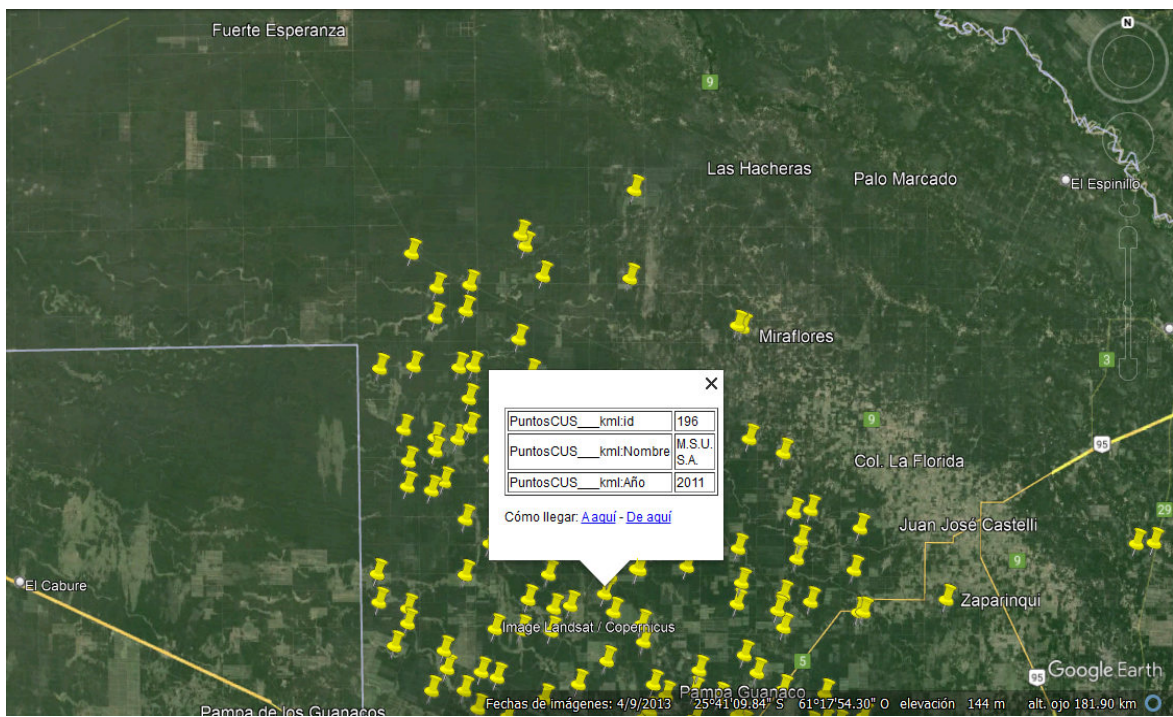 Fuerte Esperanza
N
9
Las Hacheras
Palo Marcado
El Espinillo
Miraflores
3
PuntosCUS___kml:id 196
PuntosCUS___kml:Nombre M.S.U. S.A.
PuntosCUS___kml:Año 2011
Cómo llegar: A aquí - De aquí
9
95
Col. La Florida
29
Juan José Castelli
9
El Cabure
Zaparinqui
Image Landsat / Copernicus
5
95
Google Earth
Pampa Guanaco
Pampa de los Guanacos
Fechas de imágenes: 4/9/2013 25°41'09.84" S 61°17'54.30" O elevación 144 m alt. ojo 181.90 km